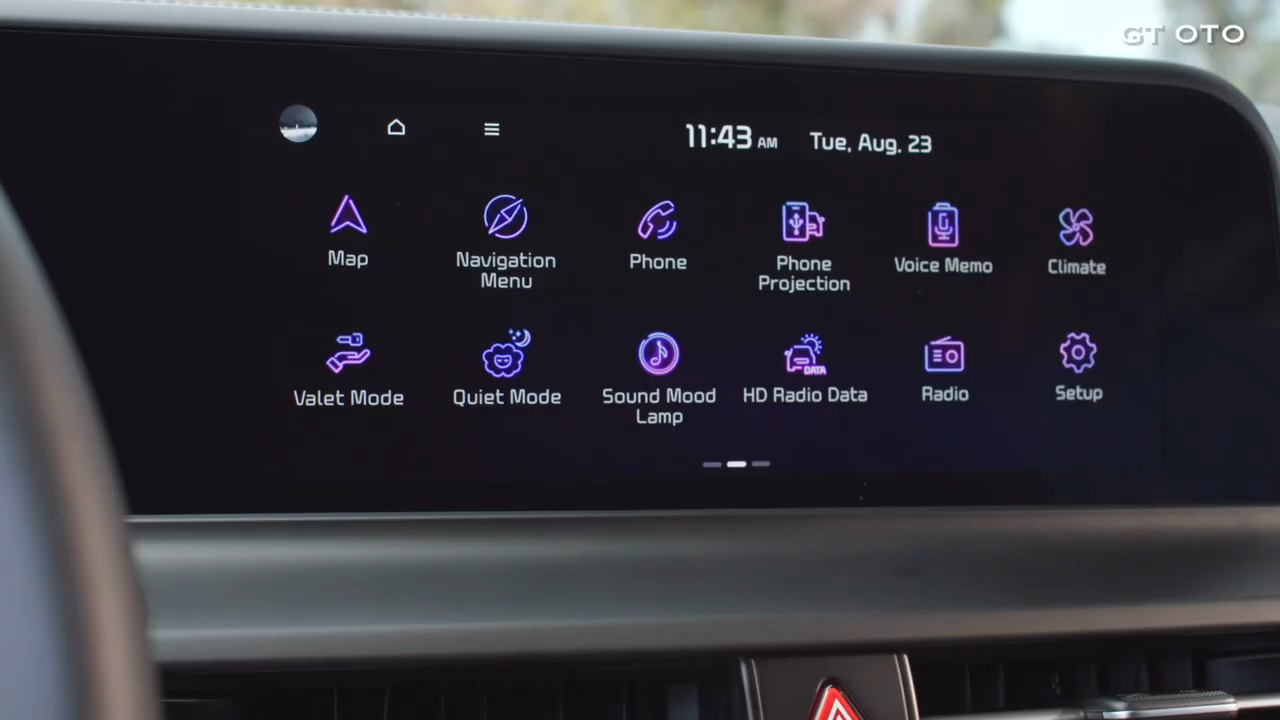 GT OTO
11:43 AM Tue, Aug. 23
Map
Navigation
Menu
Phone
Phone
Projection
Voice Memo
Climate
Valet Mode
Quiet Mode
Sound Mood
Lamp
DATA
HD Radio Data
Radio
Setup